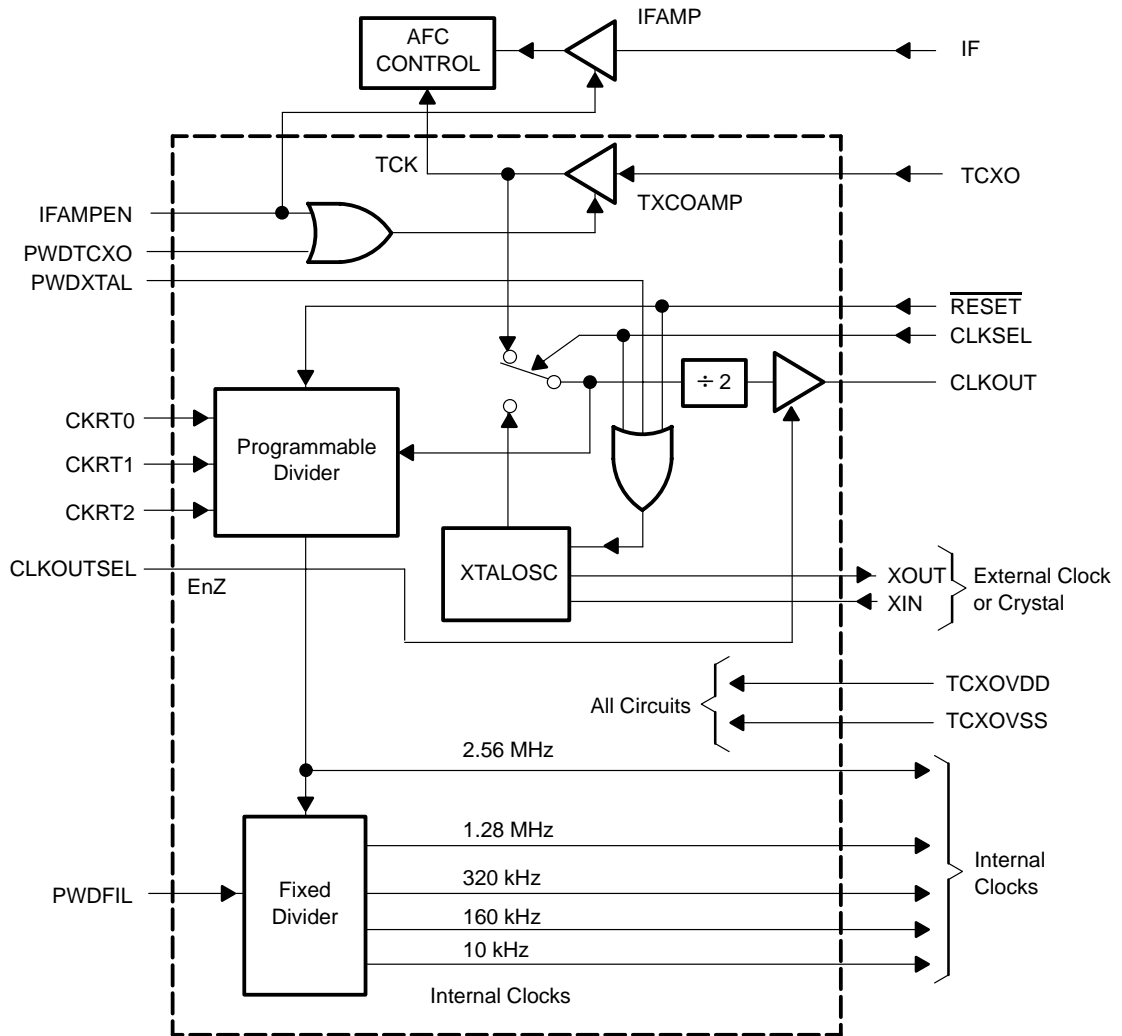 IFAMP
AFC
CONTROL
IF
TCK
TXCOAMP
TCXO
IFAMPEN
PWDTCXO
PWDXTAL
RESET
CLKSEL
÷ 2
CLKOUT
CKRT0
CKRT1
CKRT2
Programmable
Divider
CLKOUTSEL
EnZ
XTALOSC
XOUT
XIN
External Clock
or Crystal
All Circuits
TCXOVDD
TCXOVSS
2.56 MHz
1.28 MHz
320 kHz
160 kHz
10 kHz
PWDFIL
Fixed
Divider
Internal
Clocks
Internal Clocks